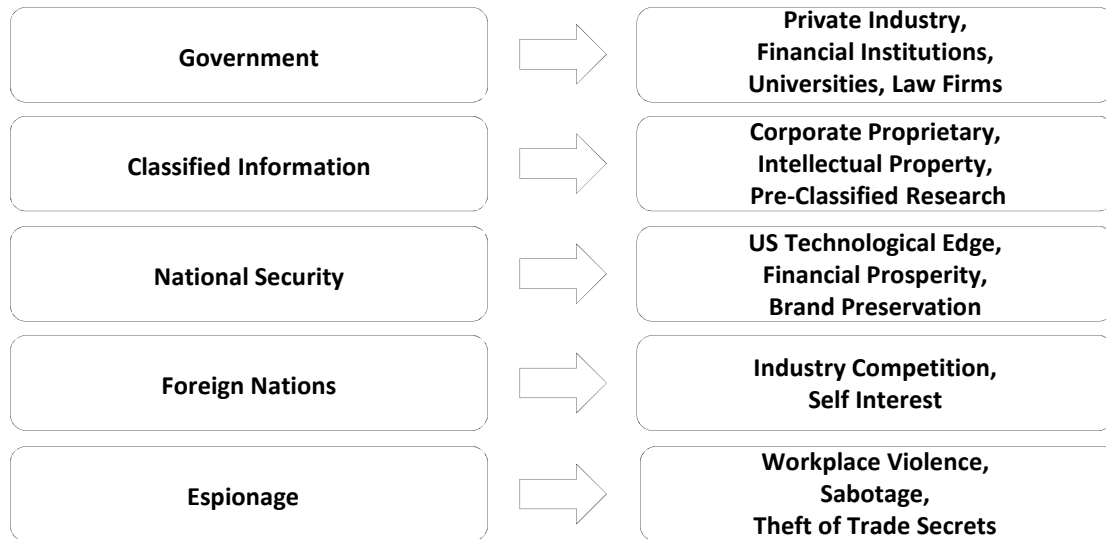 Government
Private Industry,
Financial Institutions,
Universities, Law Firms
Classified Information
Corporate Proprietary,
Intellectual Property,
Pre-Classified Research
National Security
US Technological Edge,
Financial Prosperity,
Brand Preservation
Foreign Nations
Industry Competition,
Self Interest
Espionage
Workplace Violence,
Sabotage,
Theft of Trade Secrets